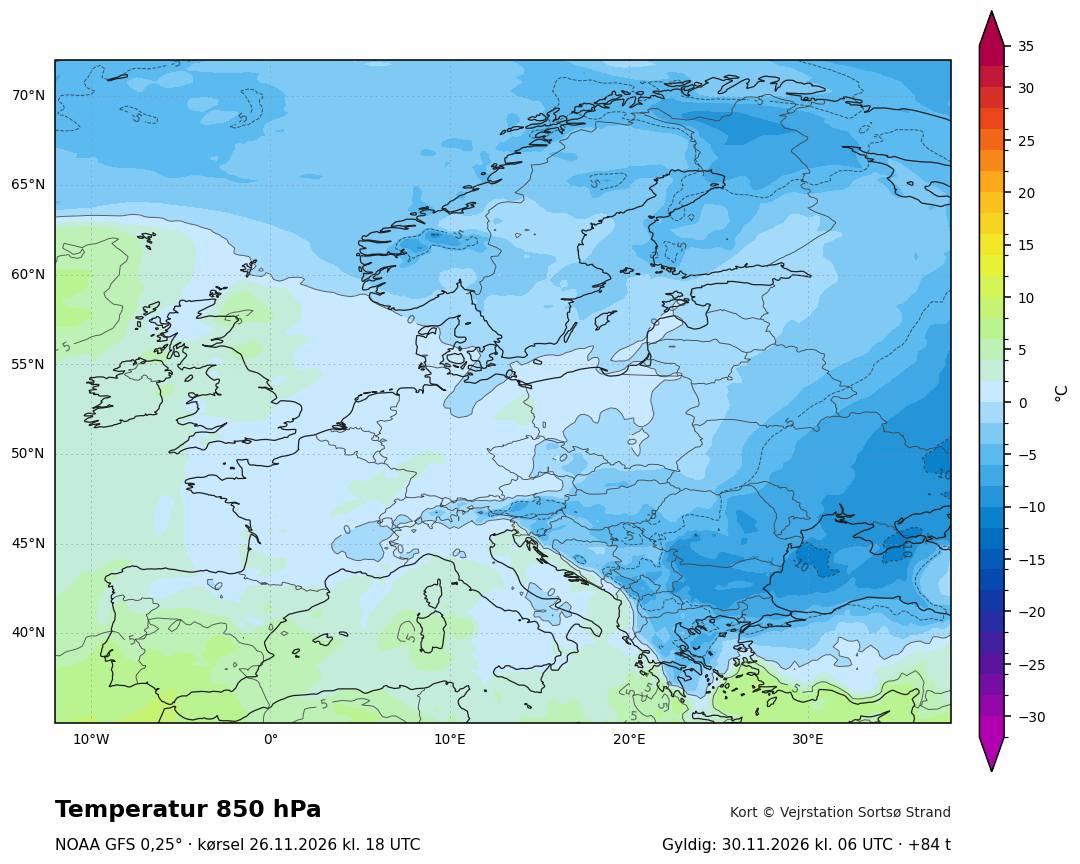 70°N
65°N
60°N
55°N
50°N
45°N
40°N
10°W 0° 10°E 20°E 30°E
35
30
25
20
15
10
5
0
−5
−10
−15
−20
−25
−30
°C
Temperatur 850 hPa
Kort © Vejrstation Sortsø Strand
NOAA GFS 0,25° · kørsel 26.11.2026 kl. 18 UTC
Gyldig: 30.11.2026 kl. 06 UTC · +84 t